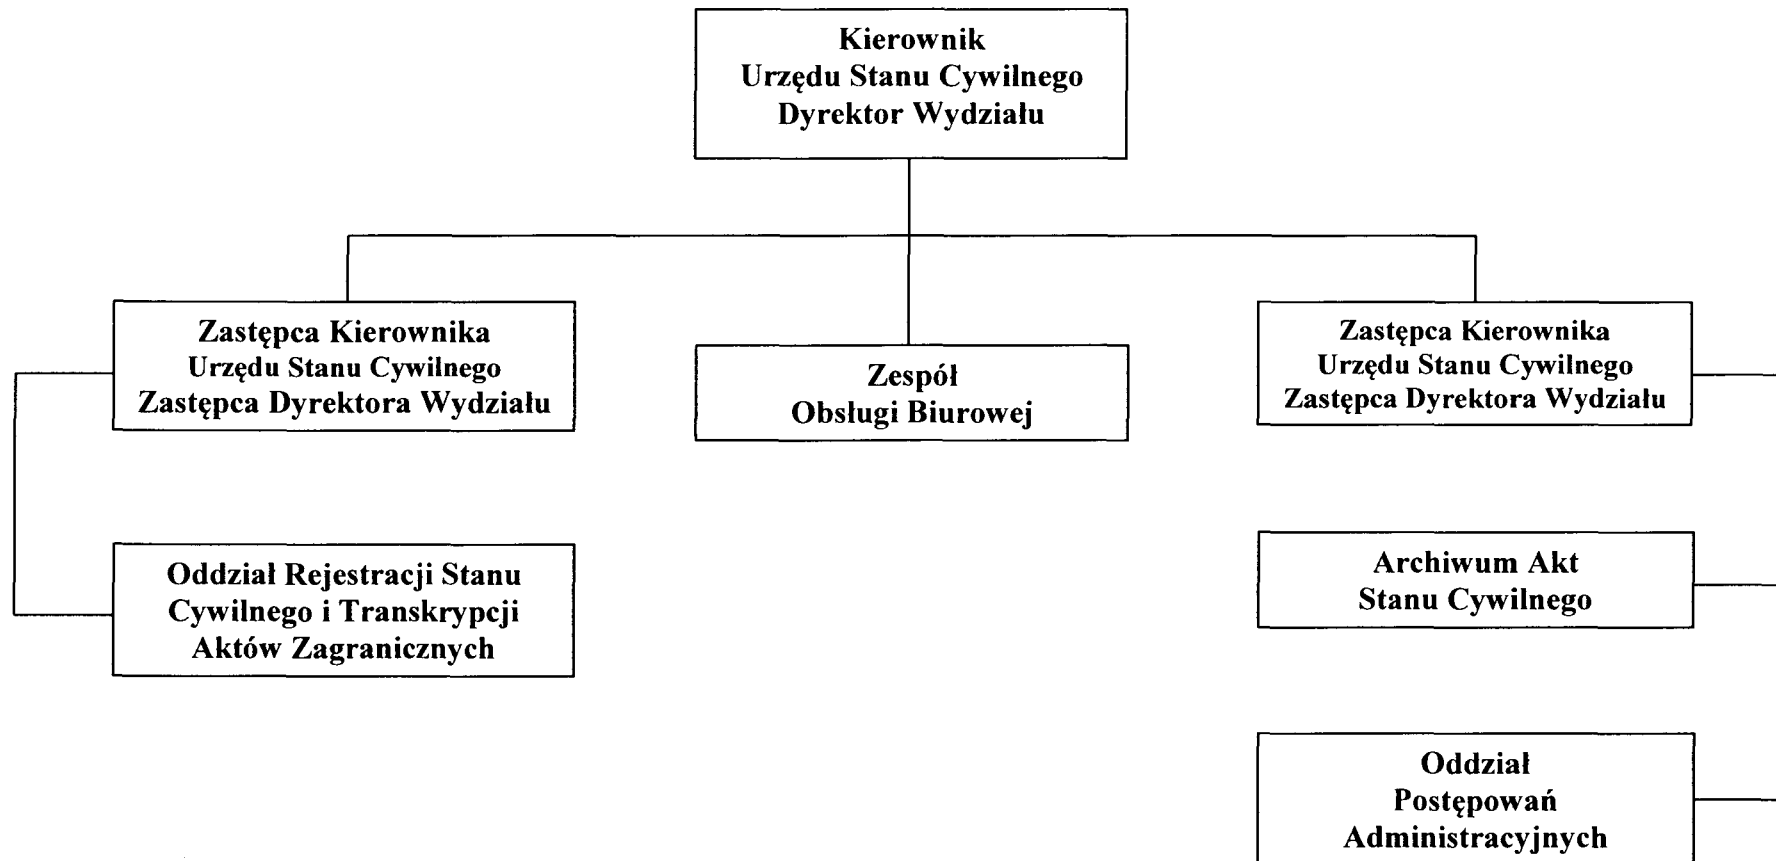 Kierownik
Urzędu Stanu Cywilnego
Dyrektor Wydziału
Zastępca Kierownika
Urzędu Stanu Cywilnego
Zastępca Dyrektora Wydziału
Zespół
Obsługi Biurowej
Zastępca Kierownika
Urzędu Stanu Cywilnego
Zastępca Dyrektora Wydziału
Oddział Rejestracji Stanu
Cywilnego i Transkrypcji
Aktów Zagranicznych
Archiwum Akt
Stanu Cywilnego
Oddział
Postępowań
Administracyjnych